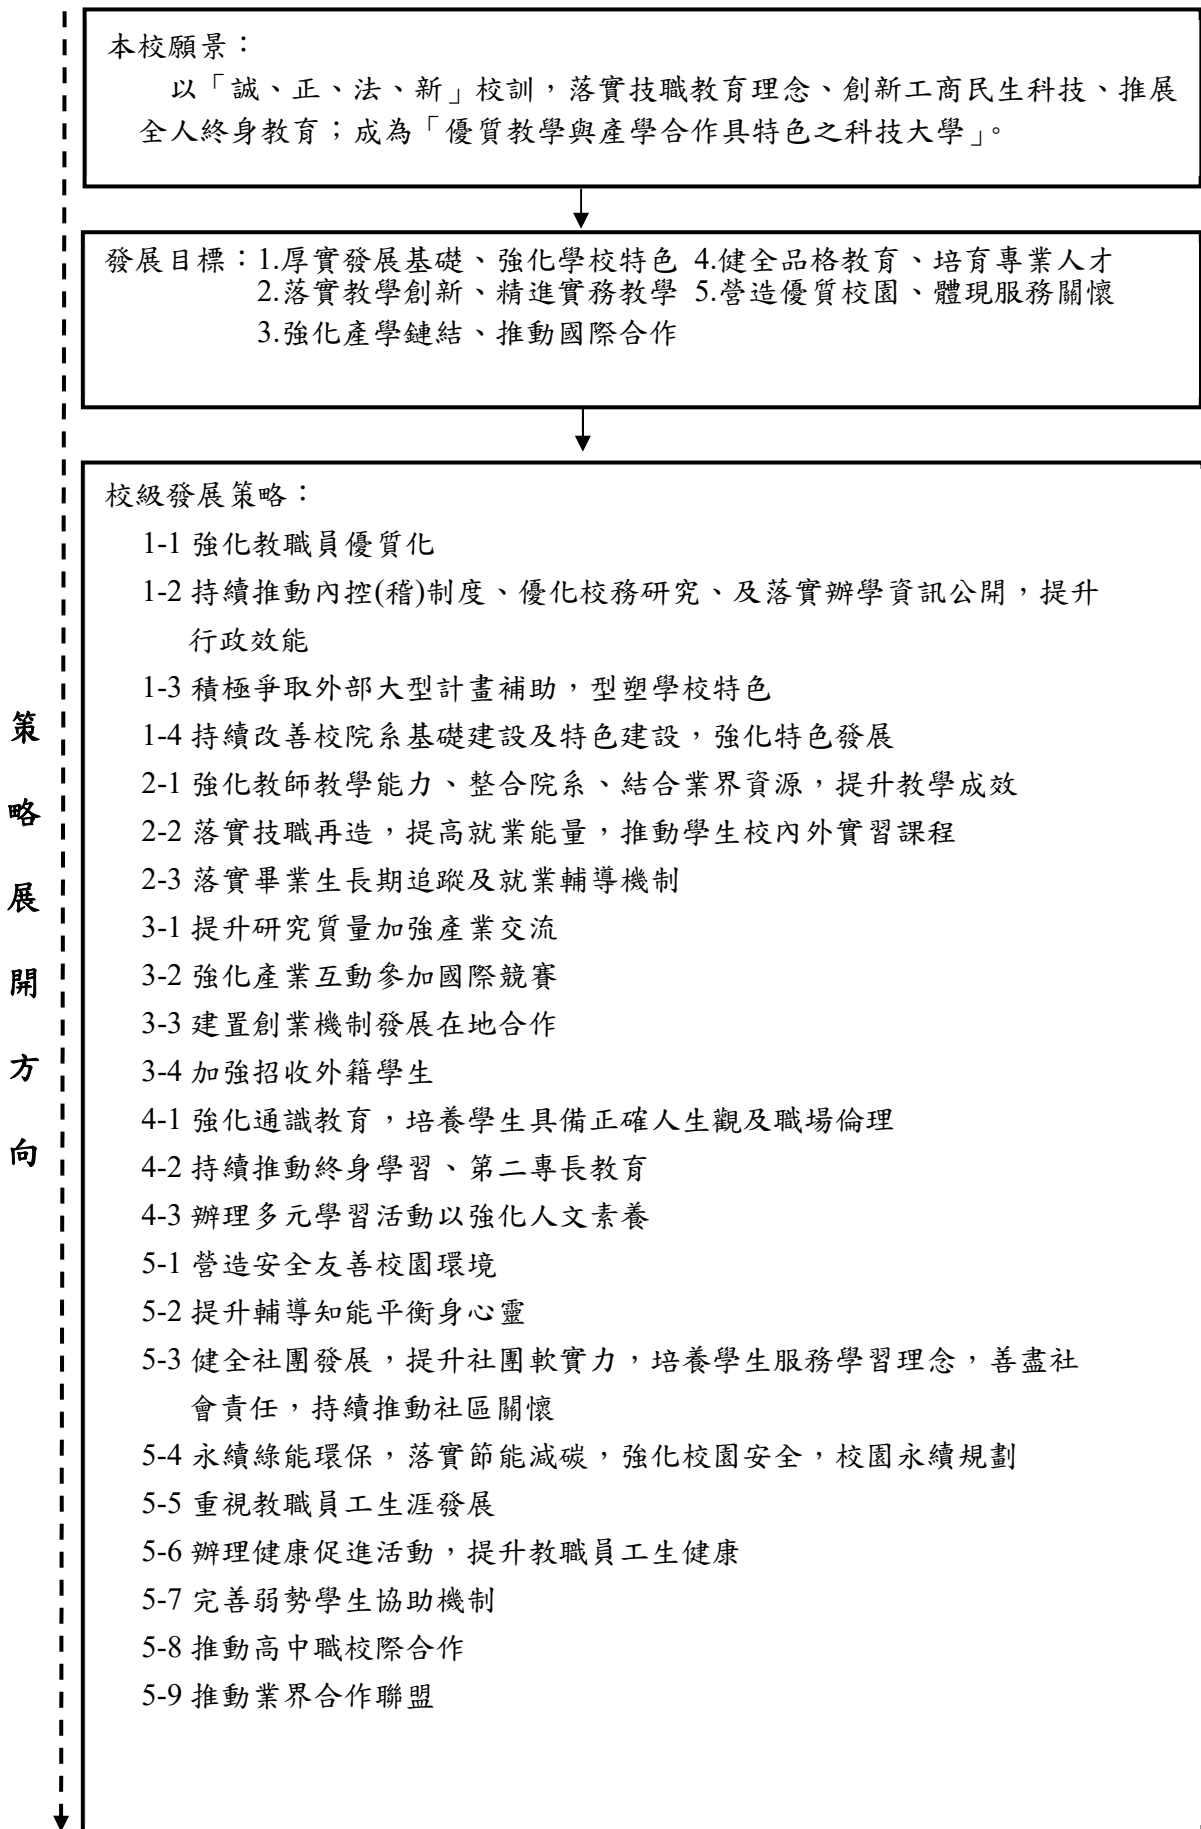 本校願景：
以「誠、正、法、新」校訓，落實技職教育理念、創新工商民生科技、推展
全人終身教育；成為「優質教學與產學合作具特色之科技大學」。
發展目標：1.厚實發展基礎、強化學校特色 4.健全品格教育、培育專業人才
2.落實教學創新、精進實務教學 5.營造優質校園、體現服務關懷
3.強化產學鏈結、推動國際合作
策略展開方向
校級發展策略：
1-1 強化教職員優質化
1-2 持續推動內控(稽)制度、優化校務研究、及落實辦學資訊公開，提升
行政效能
1-3 積極爭取外部大型計畫補助，型塑學校特色
1-4 持續改善校院系基礎建設及特色建設，強化特色發展
2-1 強化教師教學能力、整合院系、結合業界資源，提升教學成效
2-2 落實技職再造，提高就業能量，推動學生校內外實習課程
2-3 落實畢業生長期追蹤及就業輔導機制
3-1 提升研究質量加強產業交流
3-2 強化產業互動參加國際競賽
3-3 建置創業機制發展在地合作
3-4 加強招收外籍學生
4-1 強化通識教育，培養學生具備正確人生觀及職場倫理
4-2 持續推動終身學習、第二專長教育
4-3 辦理多元學習活動以強化人文素養
5-1 營造安全友善校園環境
5-2 提升輔導知能平衡身心靈
5-3 健全社團發展，提升社團軟實力，培養學生服務學習理念，善盡社
會責任，持續推動社區關懷
5-4 永續綠能環保，落實節能減碳，強化校園安全，校園永續規劃
5-5 重視教職員工生涯發展
5-6 辦理健康促進活動，提升教職員工生健康
5-7 完善弱勢學生協助機制
5-8 推動高中職校際合作
5-9 推動業界合作聯盟